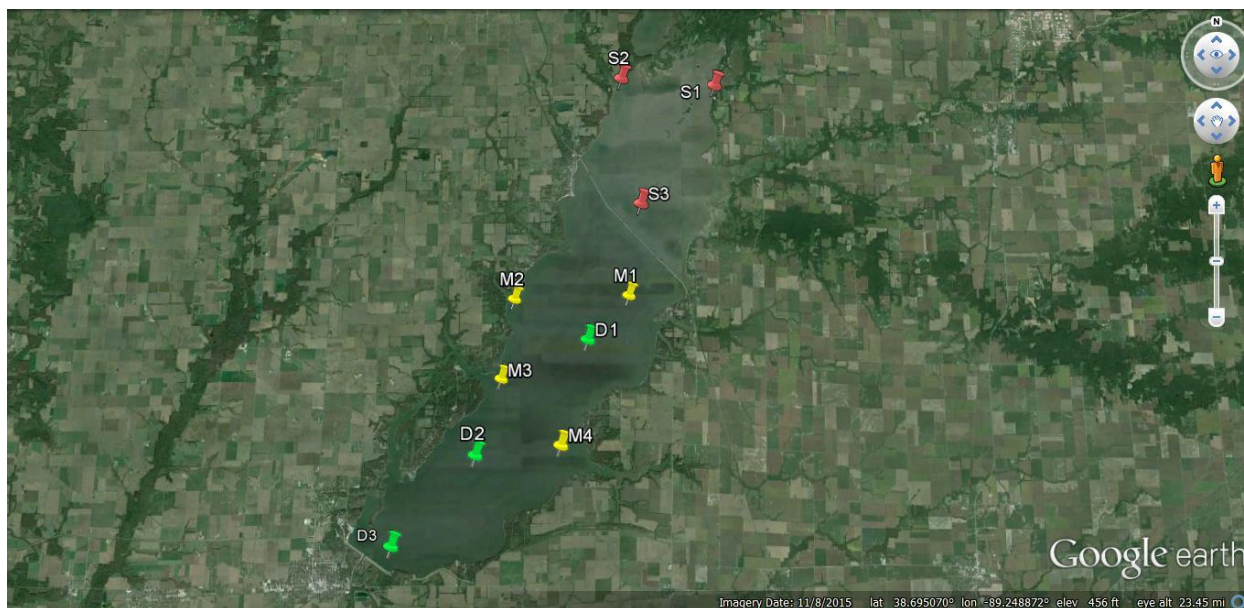 N
S2
S1
S3
M2
M1
D1
M3
D2
M4
D3
Google earth
Imagery Date: 11/8/2015 lat 38.695070° lon -89.248872° elev 456 ft eye alt 23.45 mi